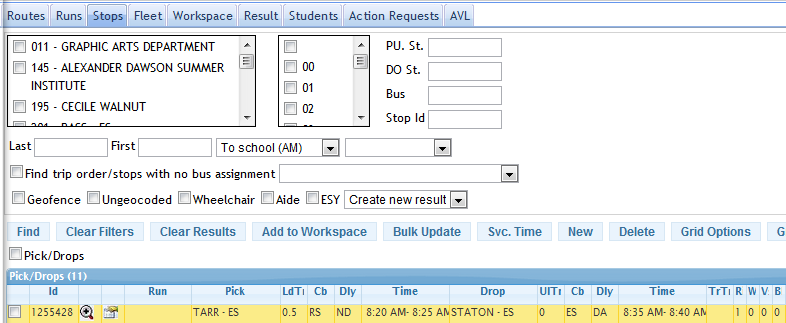 Routes Runs Stops Fleet Workspace Result Students Action Requests AVL
011 - GRAPHIC ARTS DEPARTMENT
145 - ALEXANDER DAWSON SUMMER
INSTITUTE
195 - CECILE WALNUT
00
01
02
PU. St.
DO St.
Bus
Stop Id
Last First To school (AM)
Find trip order/stops with no bus assignment
Geofence Ungeocoded Wheelchair Aide ESY Create new result
Find Clear Filters Clear Results Add to Workspace Bulk Update Svc. Time New Delete Grid Options G
Pick/Drops
Pick/Drops (11)
Id Run Pick LdTr Cb Dly Time Drop UlTr Cb Dly Time TrTr R W V B
1255428 TARR - ES 0.5 RS ND 8:20 AM- 8:25 AM STATON - ES 0 ES DA 8:35 AM- 8:40 AM 1 0 0 0